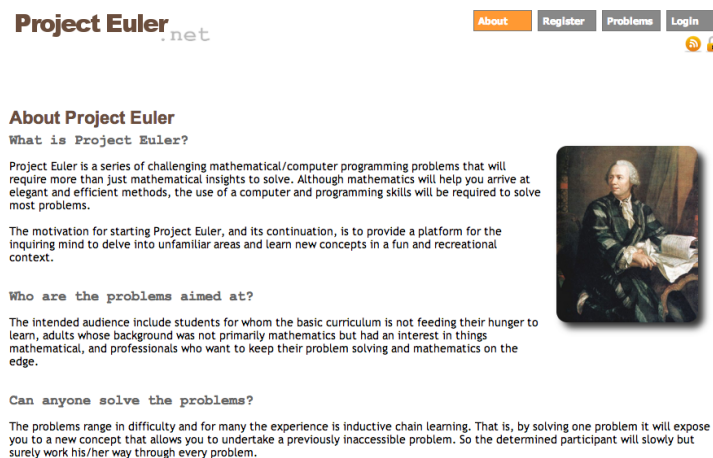 Project Euler
.net
About
Register
Problems
Login
About Project Euler
What is Project Euler?
Project Euler is a series of challenging mathematical/computer programming problems that will
require more than just mathematical insights to solve. Although mathematics will help you arrive at
elegant and efficient methods, the use of a computer and programming skills will be required to solve
most problems.
The motivation for starting Project Euler, and its continuation, is to provide a platform for the
inquiring mind to delve into unfamiliar areas and learn new concepts in a fun and recreational
context.
Who are the problems aimed at?
The intended audience include students for whom the basic curriculum is not feeding their hunger to
learn, adults whose background was not primarily mathematics but had an interest in things
mathematical, and professionals who want to keep their problem solving and mathematics on the
edge.
Can anyone solve the problems?
The problems range in difficulty and for many the experience is inductive chain learning. That is, by solving one problem it will expose
you to a new concept that allows you to undertake a previously inaccessible problem. So the determined participant will slowly but
surely work his/her way through every problem.